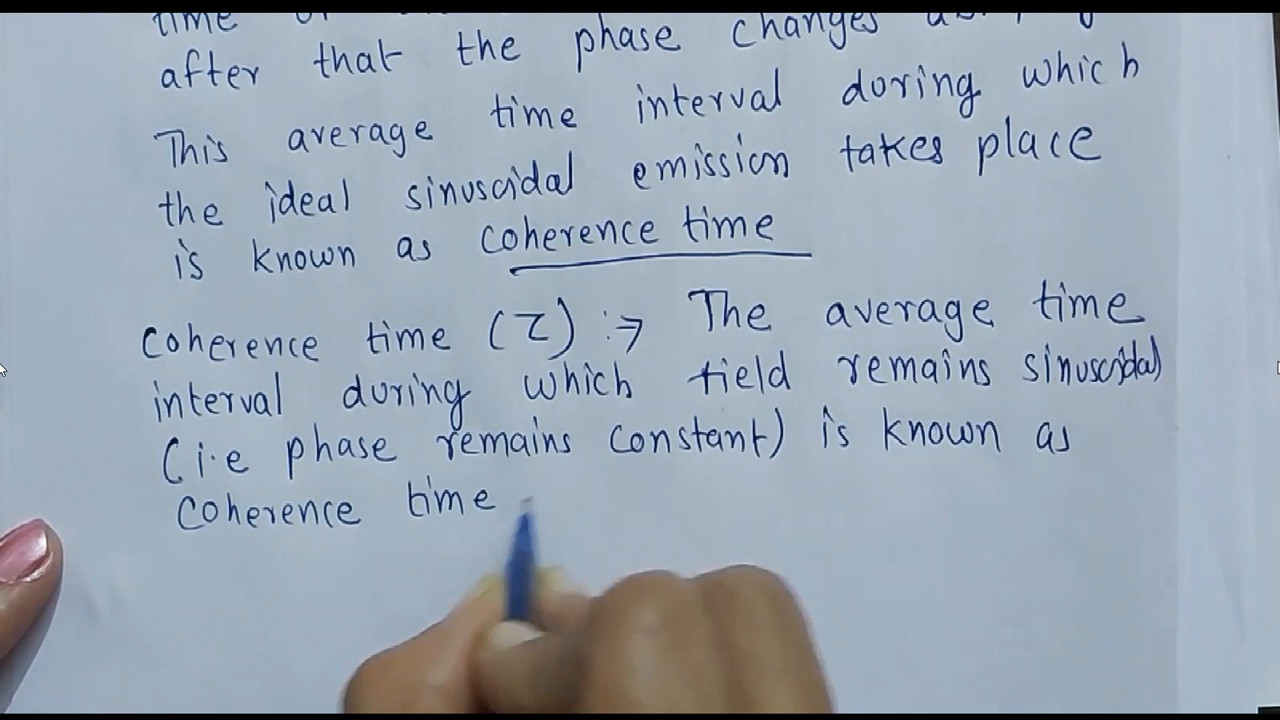 time
after that the phase changes
This average time interval during which
the ideal sinusoidal emission takes place
is known as coherence time
Coherence time (τ) :⇒ The average time
interval during which field remains sinusoidal
(i.e phase remains constant) is known as
Coherence time